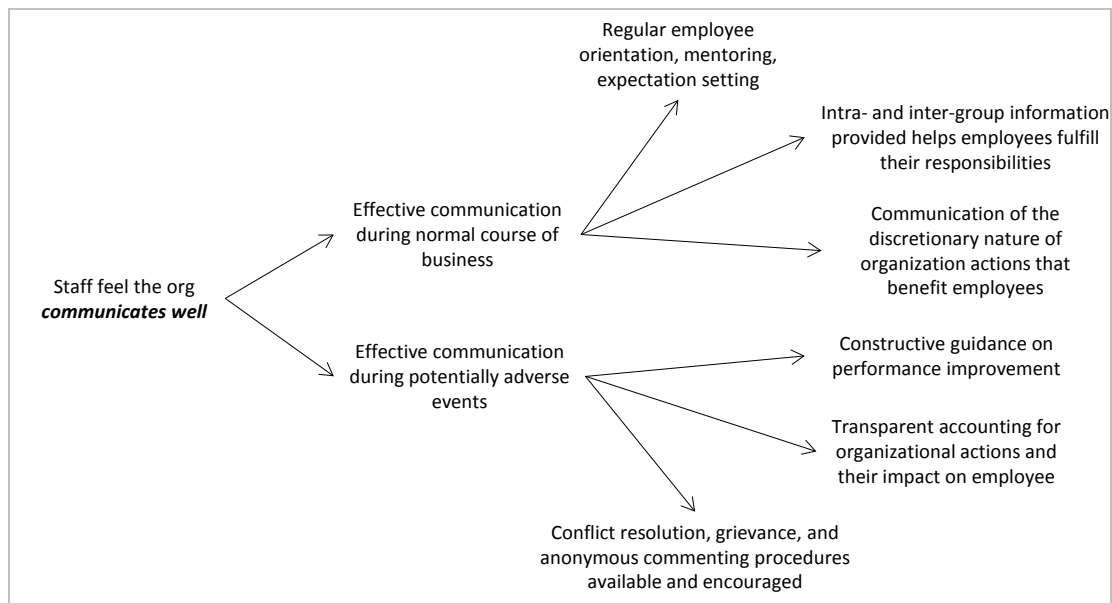 Regular employee
orientation, mentoring,
expectation setting
Intra- and inter-group information
provided helps employees fulfill
their responsibilities
Effective communication
during normal course of
business
Communication of the
discretionary nature of
organization actions that
benefit employees
Staff feel the org
communicates well
Effective communication
during potentially adverse
events
Constructive guidance on
performance improvement
Transparent accounting for
organizational actions and
their impact on employee
Conflict resolution, grievance, and
anonymous commenting procedures
available and encouraged